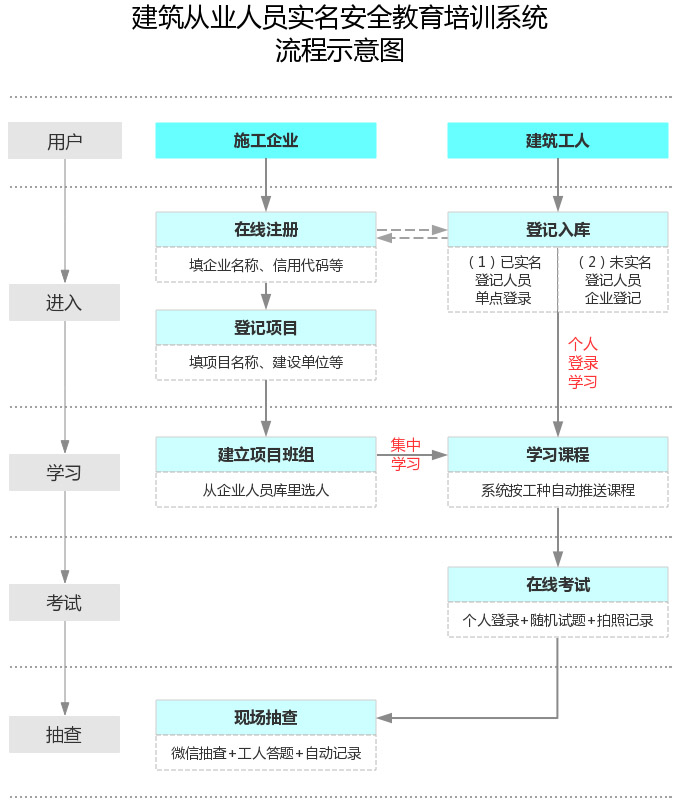 建筑从业人员实名安全教育培训系统
流程示意图
用户
施工企业
建筑工人
在线注册
登记入库
填企业名称、信用代码等
（1）已实名
登记人员
单点登录
（2）未实名
登记人员
企业登记
进入
登记项目
填项目名称、建设单位等
个人
登录
学习
学习
建立项目班组
集中
学习
学习课程
从企业人员库里选人
系统按工种自动推送课程
考试
在线考试
个人登录+随机试题+拍照记录
抽查
现场抽查
微信抽查+工人答题+自动记录